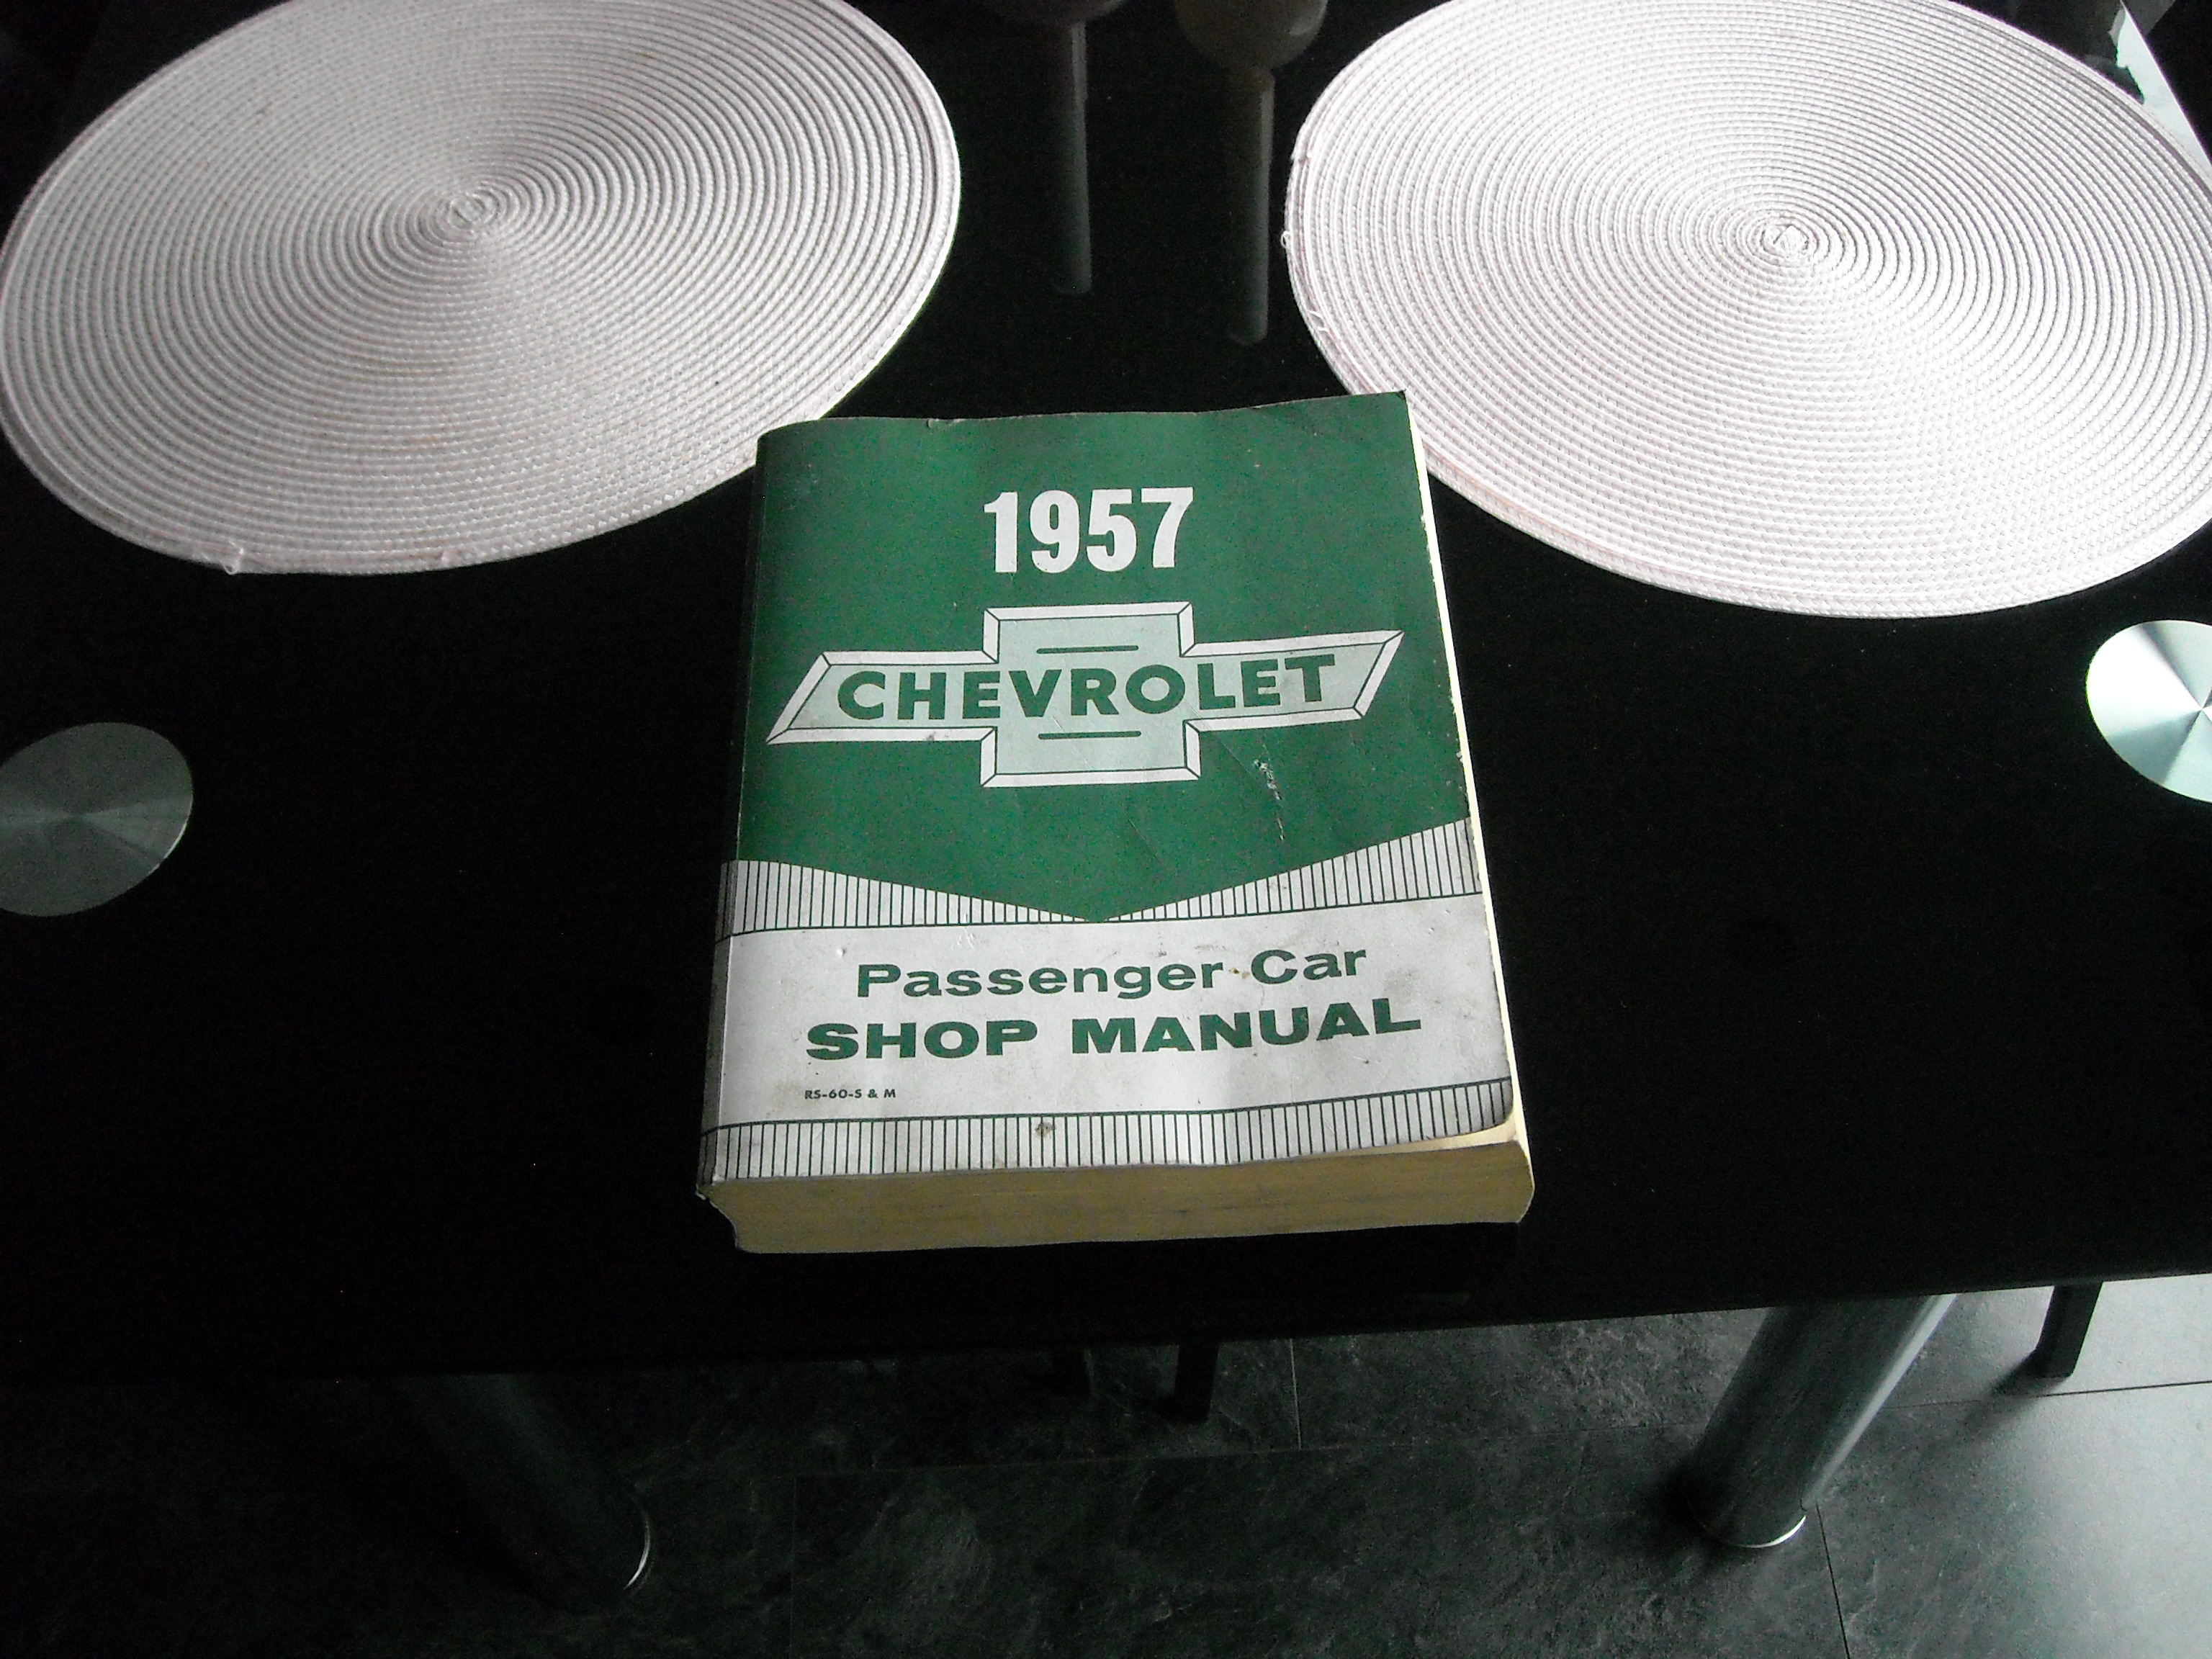 1957
CHEVROLET
Passenger Car
SHOP MANUAL
RS-60-S & M